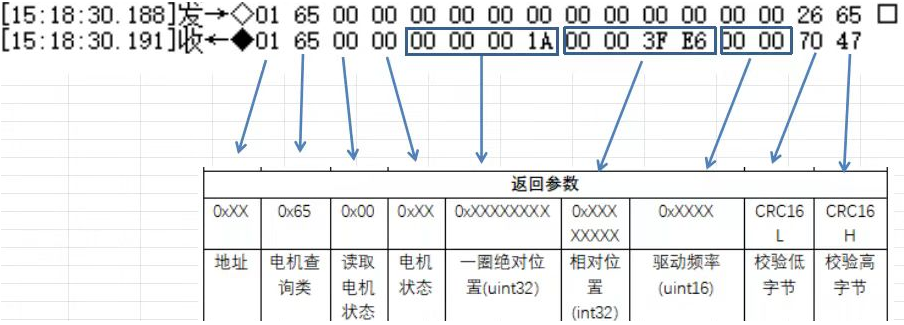 [15:18:30.188]发→◇01 65 00 00 00 00 00 00 00 00 00 00 00 00 26 65 □
[15:18:30.191]收←◆01 65 00 00 00 00 00 1A 00 00 3F E6 00 00 70 47
返回参数
0xXX 0x65 0x00 0xXX 0xXXXXXXXX 0xXXX 0xXXXX CRC16 CRC16
XXXXX L H
地址 电机查 读取 电机 一圈绝对位 相对位 驱动频率 校验低 校验高
询类 电机 状态 置(uint32) 置 (uint16) 字节 字节
状态 (int32)